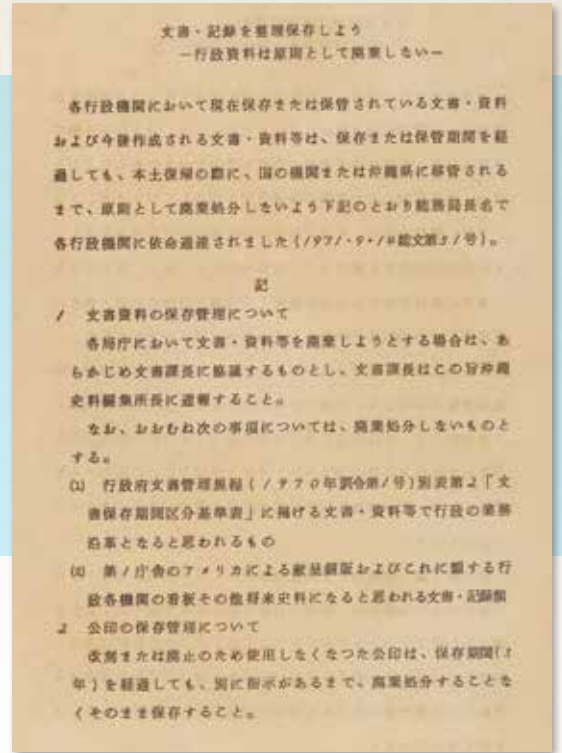 文書・記録を整理保存しよう
―行政資料は原則として廃棄しない―
各行政機関において現在保存または保管されている文書・資料
および今後作成される文書・資料等は、保存または保管期間を経
過しても、本土復帰の際に、国の機関または沖縄県に移管される
まで、原則として廃棄処分しないよう下記のとおり総務局長名で
各行政機関に依命通達されました(1971・9・18総文第51号)。
記
1 文書資料の保存管理について
各局庁において文書・資料等を廃棄しようとする場合は、あ
らかじめ文書課長に協議するものとし、文書課長はこの旨沖縄
史料編集所長に通報すること。
なお、おおむね次の事項については、廃棄処分しないものと
する。
(1) 行政府文書管理規程(1970年訓令第1号)別表第2「文
書保存期間区分基準表」に掲げる文書・資料等で行政の業務
沿革となると思われるもの
(2) 第1庁舎のアメリカによる献呈銅版およびこれに類する行
政各機関の看板その他将来史料になると思われる文書・記録類
2 公印の保存管理について
改刻または廃止のため使用しなくなつた公印は、保存期間(
年)を経過しても、別に指示があるまで、廃棄処分することな
くそのまま保存すること。